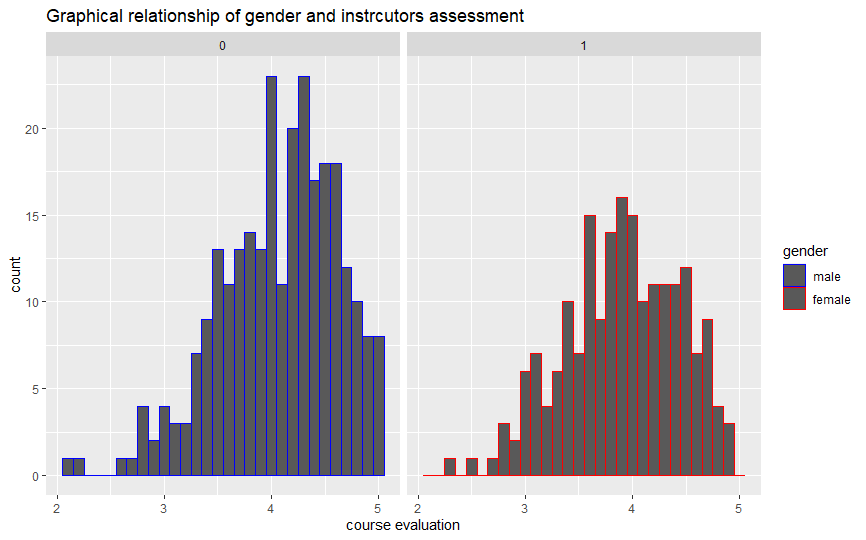 Graphical relationship of gender and instrcutors assessment
0 1
20
15
10
5
0
count
2 3 4 5 2 3 4 5
course evaluation
gender
male
female